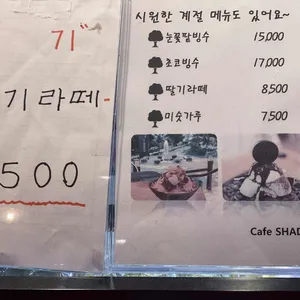 기"
기라떼-
500
시원한 계절 메뉴도 있어요~
눈꽃팥빙수 15,000
초코빙수 17,000
딸기라떼 8,500
미숫가루 7,500
Cafe SHAD